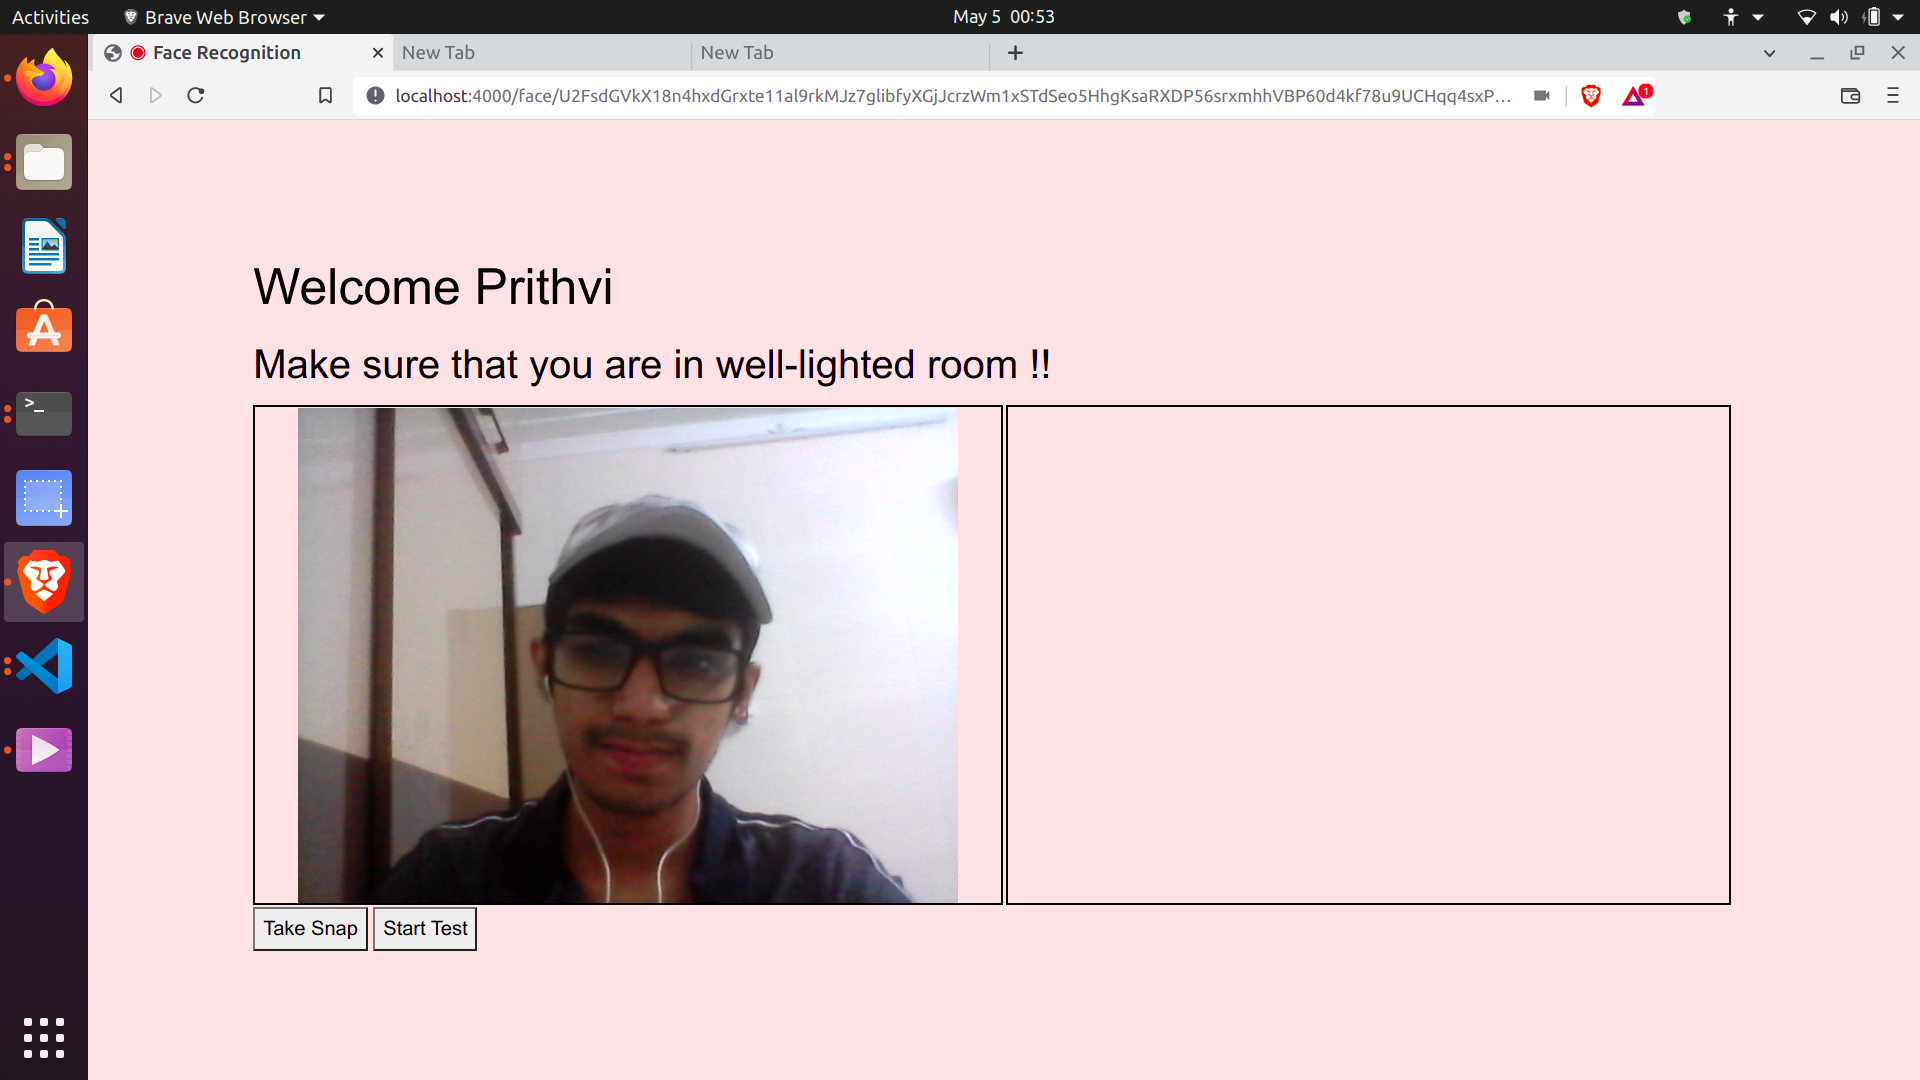 Activities
Brave Web Browser
May 5 00:53
Face Recognition
New Tab
New Tab
localhost:4000/face/U2FsdGVkX18n4hxdGrxte11al9rkMJz7glibfyXGjJcrzWm1xSTdSeo5HhgKsaRXDP56srxmhhVBP60d4kf78u9UCHqq4sxP...
1
Welcome Prithvi
Make sure that you are in well-lighted room !!
Take Snap
Start Test